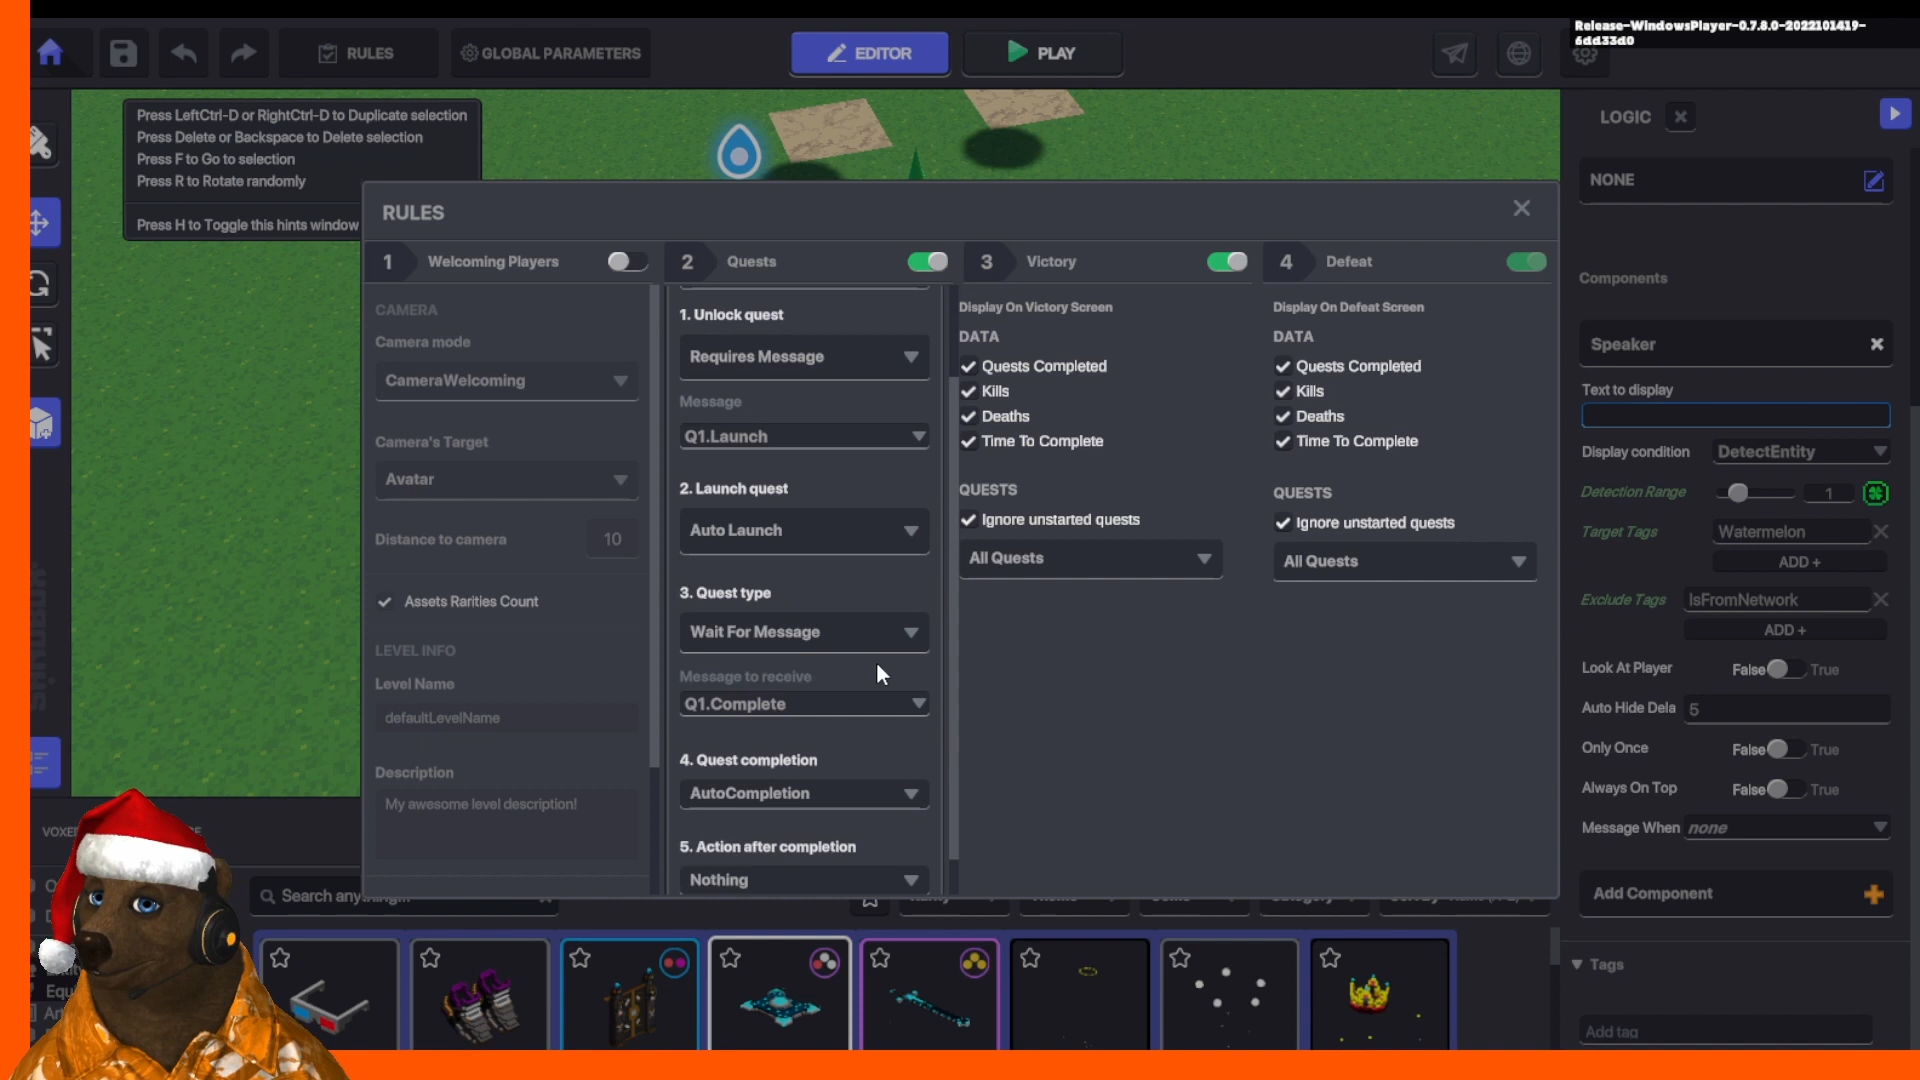 Release-WindowsPlayer-0.7.8.0-2022101419-
6dd33d0
RULES
GLOBAL PARAMETERS
EDITOR
PLAY
Press LeftCtrl-D or RightCtrl-D to Duplicate selection
Press Delete or Backspace to Delete selection
Press F to Go to selection
Press R to Rotate randomly
Press H to Toggle this hints window
RULES
1 Welcoming Players
2 Quests
3 Victory
4 Defeat
CAMERA
Camera mode
CameraWelcoming
Camera's Target
Avatar
Distance to camera 10
Assets Rarities Count
LEVEL INFO
Level Name
defaultLevelName
Description
My awesome level description!
1. Unlock quest
Requires Message
Message
Q1.Launch
2. Launch quest
Auto Launch
3. Quest type
Wait For Message
Message to receive
Q1.Complete
4. Quest completion
AutoCompletion
5. Action after completion
Nothing
Display On Victory Screen
DATA
Quests Completed
Kills
Deaths
Time To Complete
QUESTS
Ignore unstarted quests
All Quests
Display On Defeat Screen
DATA
Quests Completed
Kills
Deaths
Time To Complete
QUESTS
Ignore unstarted quests
All Quests
LOGIC
NONE
Components
Speaker
Text to display
Display condition DetectEntity
Detection Range 1
Target Tags Watermelon
ADD +
Exclude Tags IsFromNetwork
ADD +
Look At Player False True
Auto Hide Dela 5
Only Once False True
Always On Top False True
Message When none
Add Component
Tags
Add tag
Search